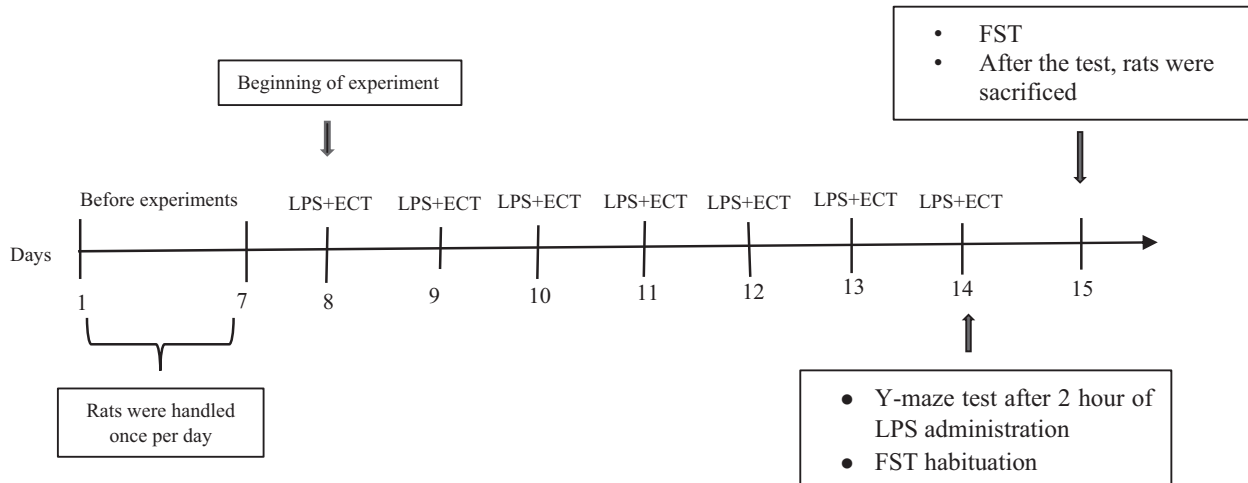 • FST
• After the test, rats were
sacrificed
Beginning of experiment
Before experiments
LPS+ECT LPS+ECT LPS+ECT LPS+ECT LPS+ECT LPS+ECT LPS+ECT
Days
1 7 8 9 10 11 12 13 14 15
Rats were handled
once per day
● Y-maze test after 2 hour of
LPS administration
● FST habituation